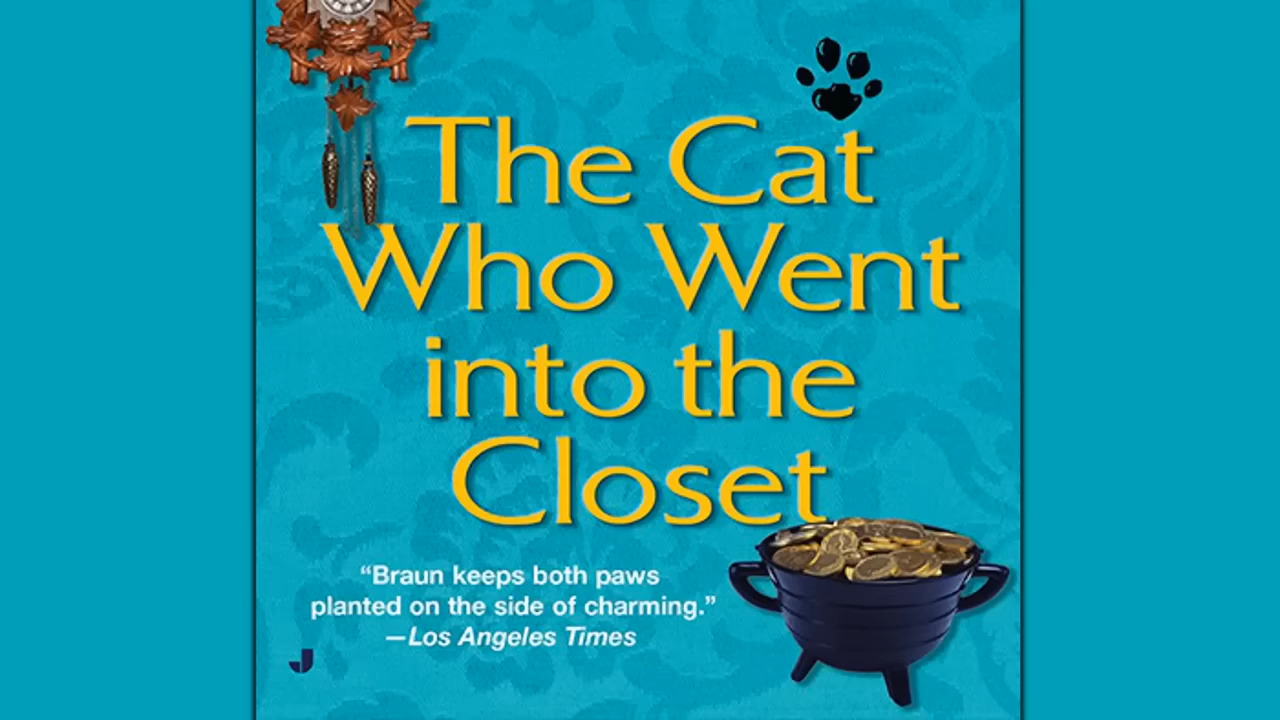 The Cat
Who Went
into the
Closet
“Braun keeps both paws
planted on the side of charming.”
—Los Angeles Times
J